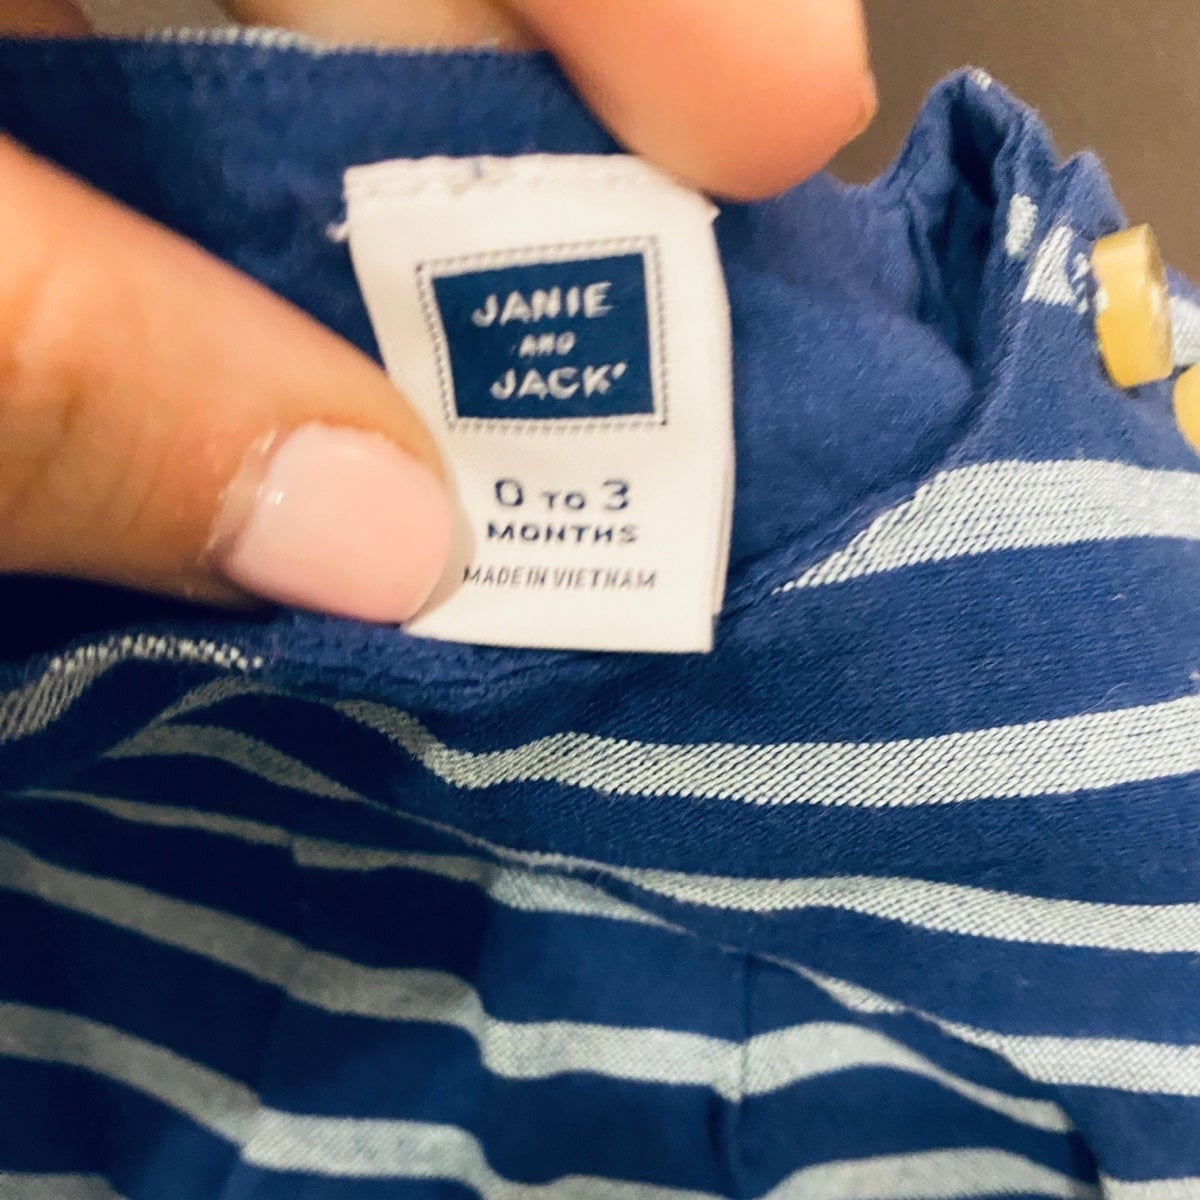 JANIE
AND
JACK
0 TO 3
MONTHS
MADE IN VIETNAM